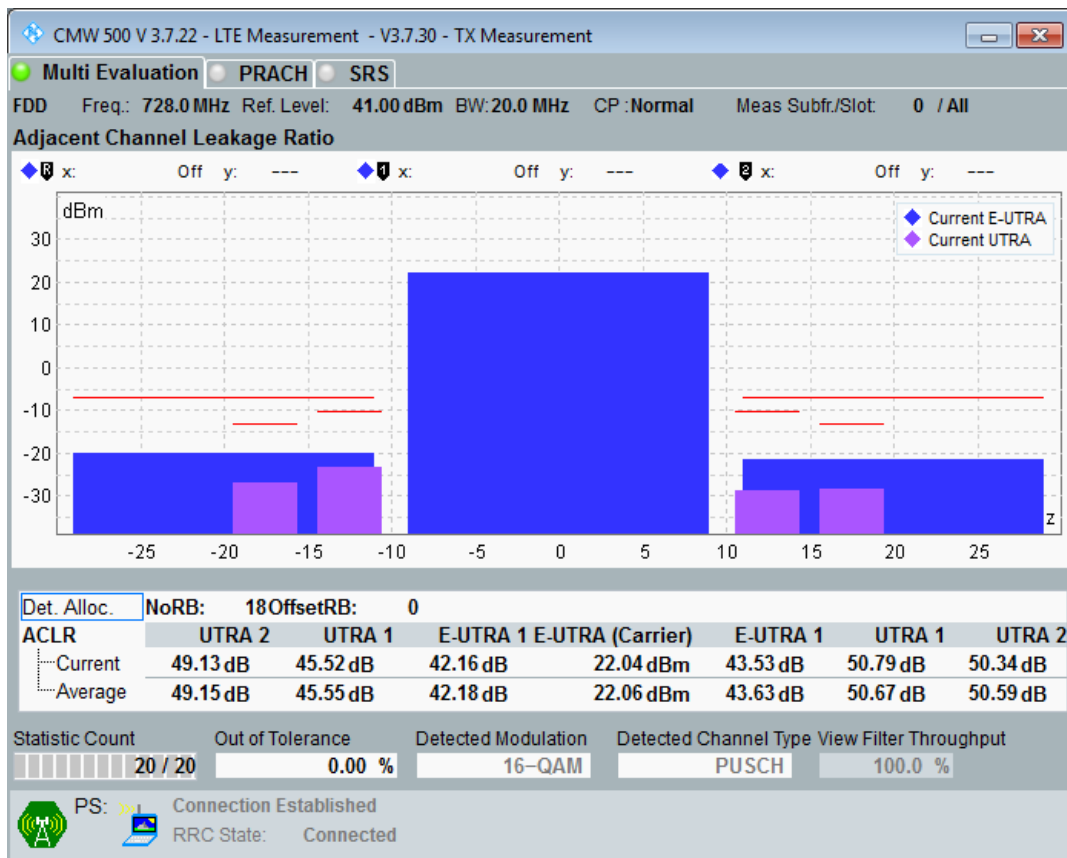 CMW 500 V 3.7.22 - LTE Measurement - V3.7.30 - TX Measurement
Multi Evaluation PRACH SRS
FDD Freq.: 728.0 MHz Ref. Level: 41.00 dBm BW: 20.0 MHz CP : Normal Meas Subfr./Slot: 0 / All
Adjacent Channel Leakage Ratio
R x: Off y: --- 1 x: Off y: --- 2 x: Off y: ---
dBm
Current E-UTRA
Current UTRA
30
20
10
0
-10
-20
-30
z
-25 -20 -15 -10 -5 0 5 10 15 20 25
Det. Alloc. NoRB: 18 OffsetRB: 0
ACLR UTRA 2 UTRA 1 E-UTRA 1 E-UTRA (Carrier) E-UTRA 1 UTRA 1 UTRA 2
Current 49.13 dB 45.52 dB 42.16 dB 22.04 dBm 43.53 dB 50.79 dB 50.34 dB
Average 49.15 dB 45.55 dB 42.18 dB 22.06 dBm 43.63 dB 50.67 dB 50.59 dB
Statistic Count Out of Tolerance Detected Modulation Detected Channel Type View Filter Throughput
20 / 20 0.00 % 16-QAM PUSCH 100.0 %
PS: Connection Established
RRC State: Connected